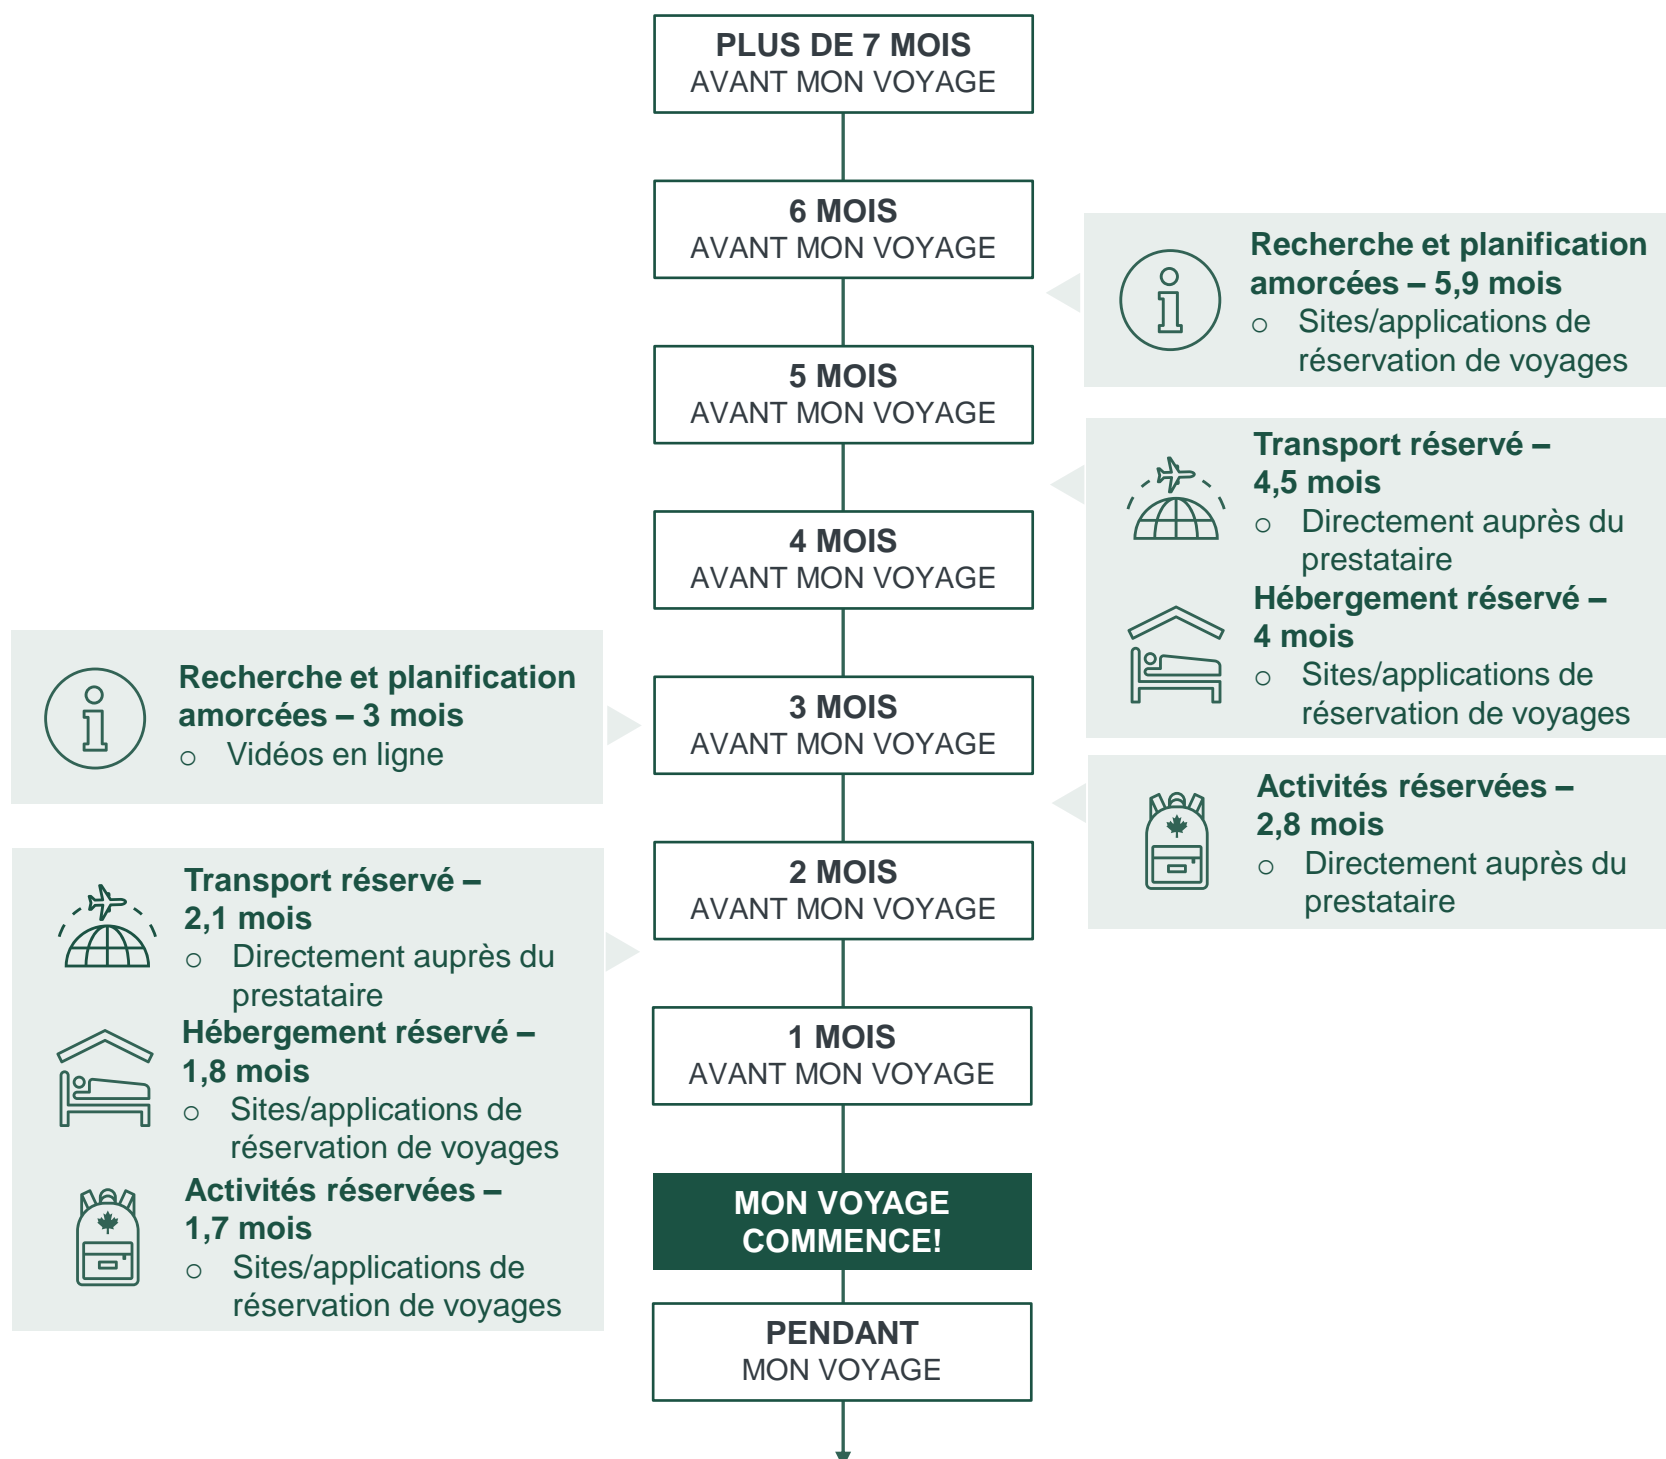 PLUS DE 7 MOIS
AVANT MON VOYAGE
6 MOIS
AVANT MON VOYAGE
Recherche et planification
amorcées – 5,9 mois
o Sites/applications de
réservation de voyages
5 MOIS
AVANT MON VOYAGE
Transport réservé –
4,5 mois
o Directement auprès du
prestataire
Hébergement réservé –
4 mois
o Sites/applications de
réservation de voyages
4 MOIS
AVANT MON VOYAGE
Recherche et planification
amorcées – 3 mois
o Vidéos en ligne
3 MOIS
AVANT MON VOYAGE
Activités réservées –
2,8 mois
o Directement auprès du
prestataire
2 MOIS
AVANT MON VOYAGE
Transport réservé –
2,1 mois
o Directement auprès du
prestataire
Hébergement réservé –
1,8 mois
o Sites/applications de
réservation de voyages
Activités réservées –
1,7 mois
o Sites/applications de
réservation de voyages
1 MOIS
AVANT MON VOYAGE
MON VOYAGE
COMMENCE!
PENDANT
MON VOYAGE